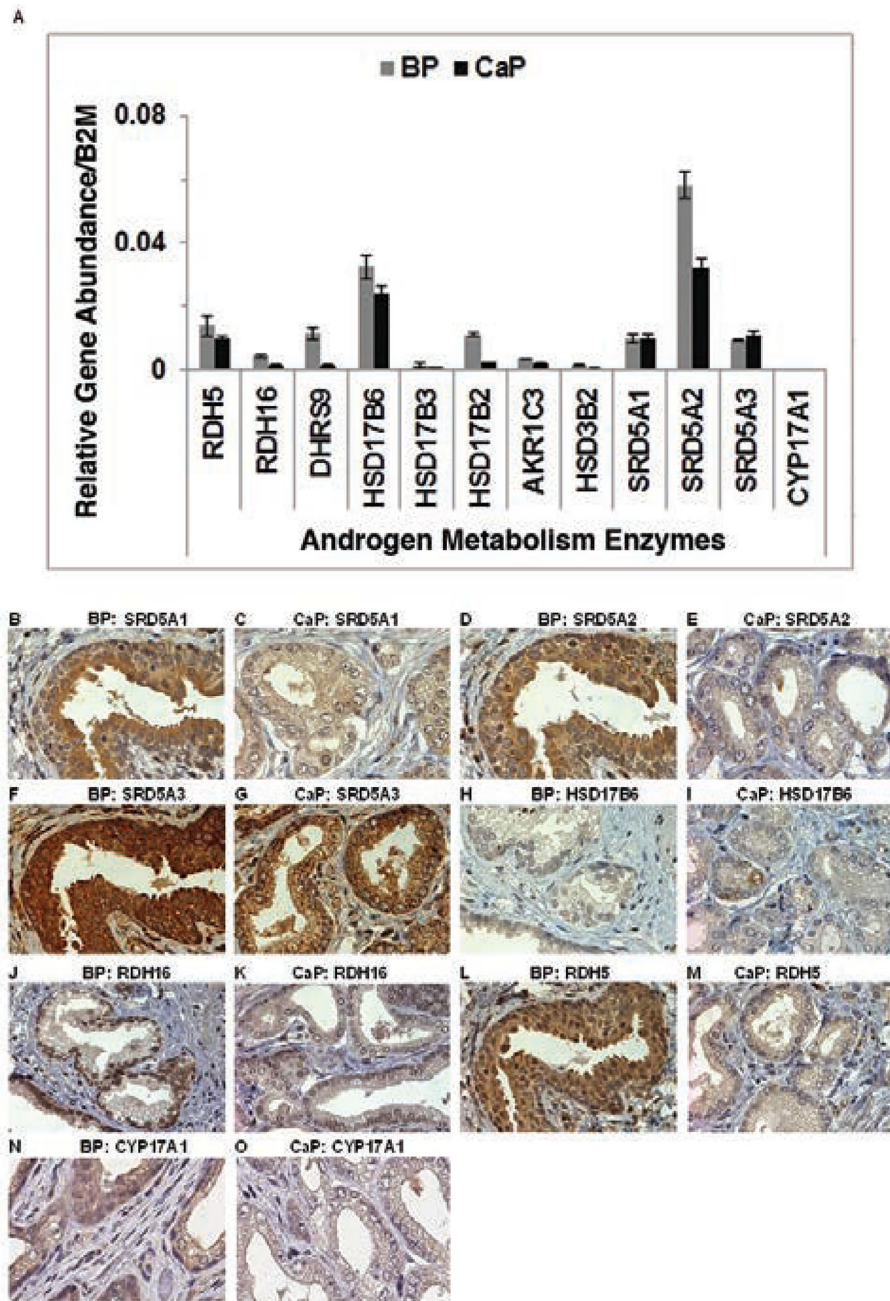 A
BP CaP
Relative Gene Abundance/B2M
0.08
0.04
0
RDH5
RDH16
DHRS9
HSD17B6
HSD17B3
HSD17B2
AKR1C3
HSD3B2
SRD5A1
SRD5A2
SRD5A3
CYP17A1
Androgen Metabolism Enzymes
B BP: SRD5A1 C CaP: SRD5A1 D BP: SRD5A2 E CaP: SRD5A2
F BP: SRD5A3 G CaP: SRD5A3 H BP: HSD17B6 I CaP: HSD17B6
J BP: RDH16 K CaP: RDH16 L BP: RDH5 M CaP: RDH5
N BP: CYP17A1 O CaP: CYP17A1